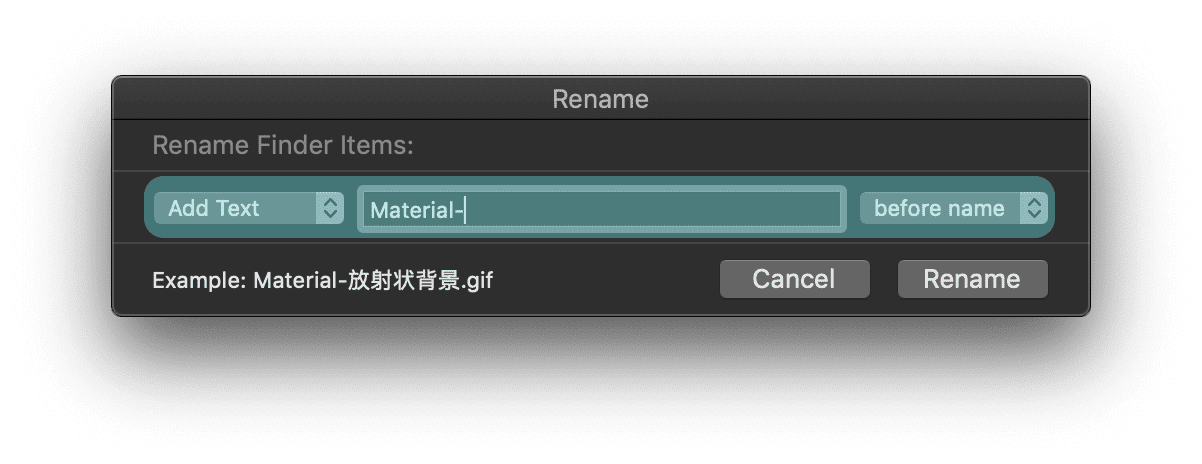 Rename
Rename Finder Items:
Add Text Material- before name
Example: Material-放射状背景.gif Cancel Rename